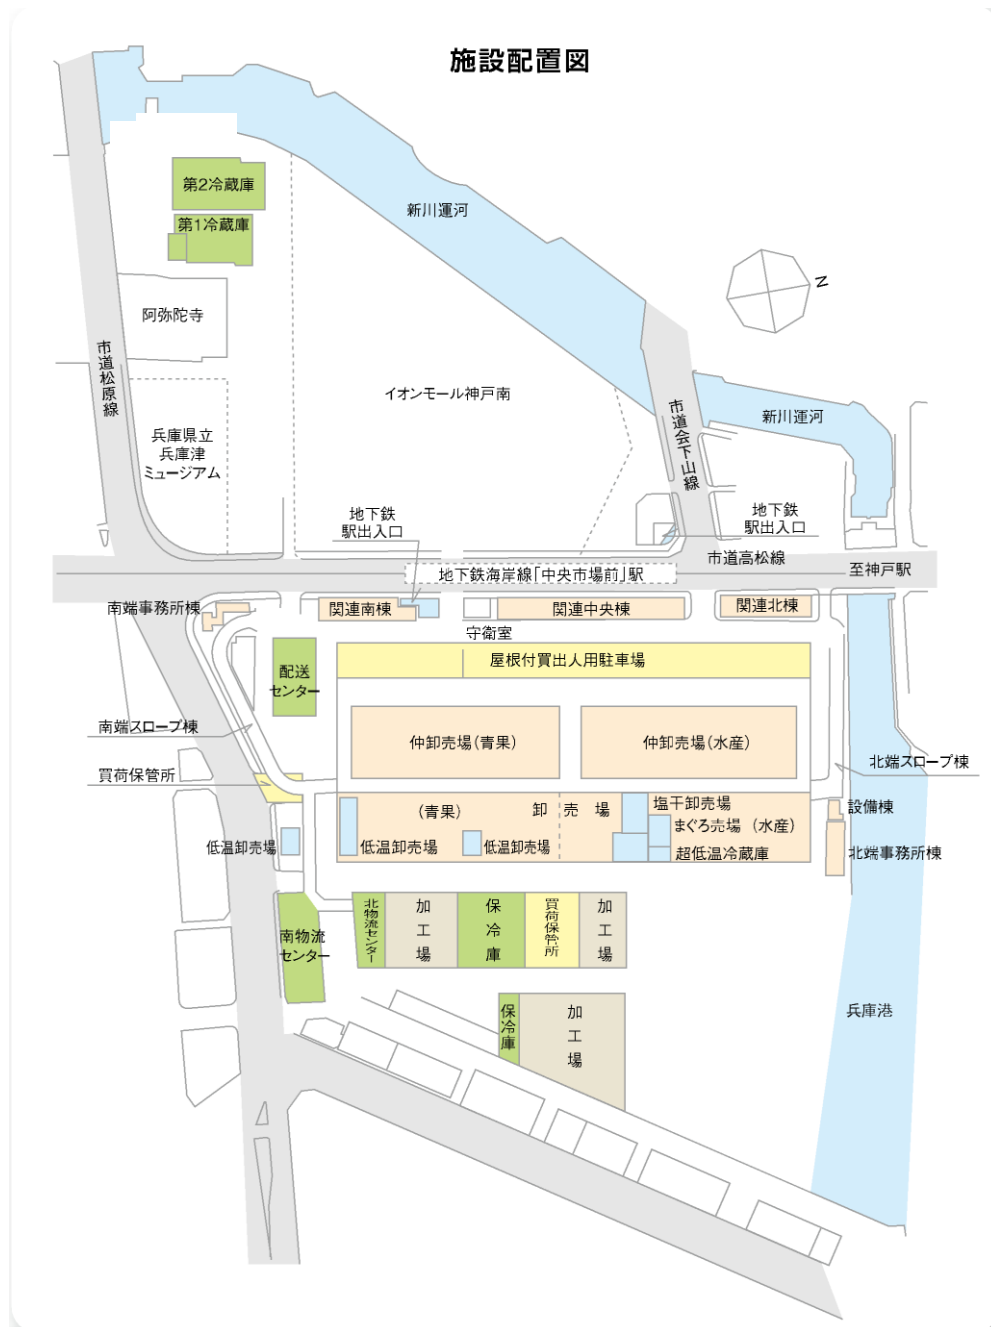 施設配置図
第2冷蔵庫
第1冷蔵庫
新川運河
N
阿弥陀寺
市道松原線
イオンモール神戸南
市道会下山線
新川運河
兵庫県立
兵庫津
ミュージアム
地下鉄
駅出入口
地下鉄
駅出入口
市道高松線
地下鉄海岸線「中央市場前」駅
至神戸駅
南端事務所棟
関連南棟
関連中央棟
関連北棟
守衛室
屋根付買出人用駐車場
配送
センター
南端スロープ棟
仲卸売場(青果)
仲卸売場(水産)
北端スロープ棟
買荷保管所
(青果)
卸売場
塩干卸売場
まぐろ売場
(水産)
設備棟
低温卸売場
低温卸売場
低温卸売場
超低温冷蔵庫
北端事務所棟
北物流センター
加工場
保冷庫
買荷保管所
加工場
南物流
センター
保冷庫
加工場
兵庫港